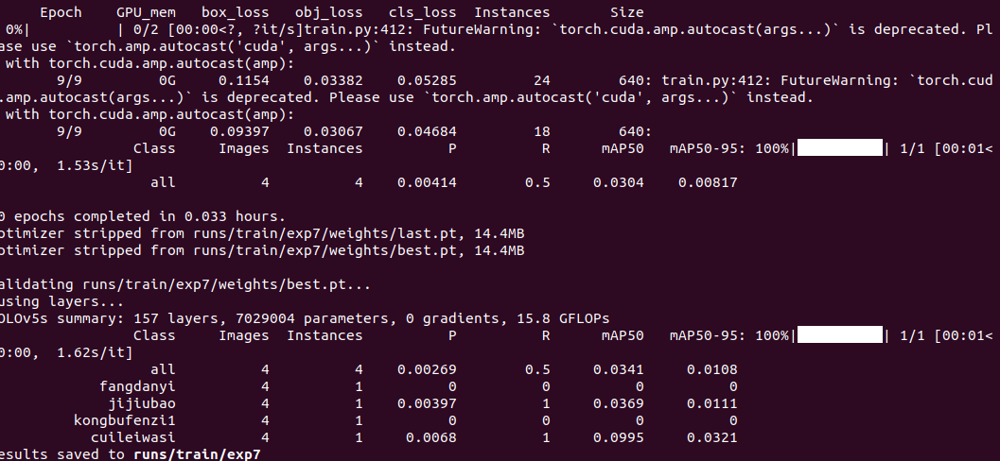 Epoch GPU_mem box_loss obj_loss cls_loss Instances Size
0%| | 0/2 [00:00<?, ?it/s]train.py:412: FutureWarning: `torch.cuda.amp.autocast(args...)` is deprecated. Pl
ase use `torch.amp.autocast('cuda', args...)` instead.
with torch.cuda.amp.autocast(amp):
9/9 0G 0.1154 0.03382 0.05285 24 640: train.py:412: FutureWarning: `torch.cud
.amp.autocast(args...)` is deprecated. Please use `torch.amp.autocast('cuda', args...)` instead.
with torch.cuda.amp.autocast(amp):
9/9 0G 0.09397 0.03067 0.04684 18 640:
Class Images Instances P R mAP50 mAP50-95: 100%| | 1/1 [00:01<
0:00, 1.53s/it]
all 4 4 0.00414 0.5 0.0304 0.00817
0 epochs completed in 0.033 hours.
ptimizer stripped from runs/train/exp7/weights/last.pt, 14.4MB
ptimizer stripped from runs/train/exp7/weights/best.pt, 14.4MB
alidating runs/train/exp7/weights/best.pt...
using layers...
OLOv5s summary: 157 layers, 7029004 parameters, 0 gradients, 15.8 GFLOPs
Class Images Instances P R mAP50 mAP50-95: 100%| | 1/1 [00:01<
0:00, 1.62s/it]
all 4 4 0.00269 0.5 0.0341 0.0108
fangdanyi 4 1 0 0 0 0
jijiubao 4 1 0.00397 1 0.0369 0.0111
kongbufenzi1 4 1 0 0 0 0
cuileiwasi 4 1 0.0068 1 0.0995 0.0321
esults saved to runs/train/exp7